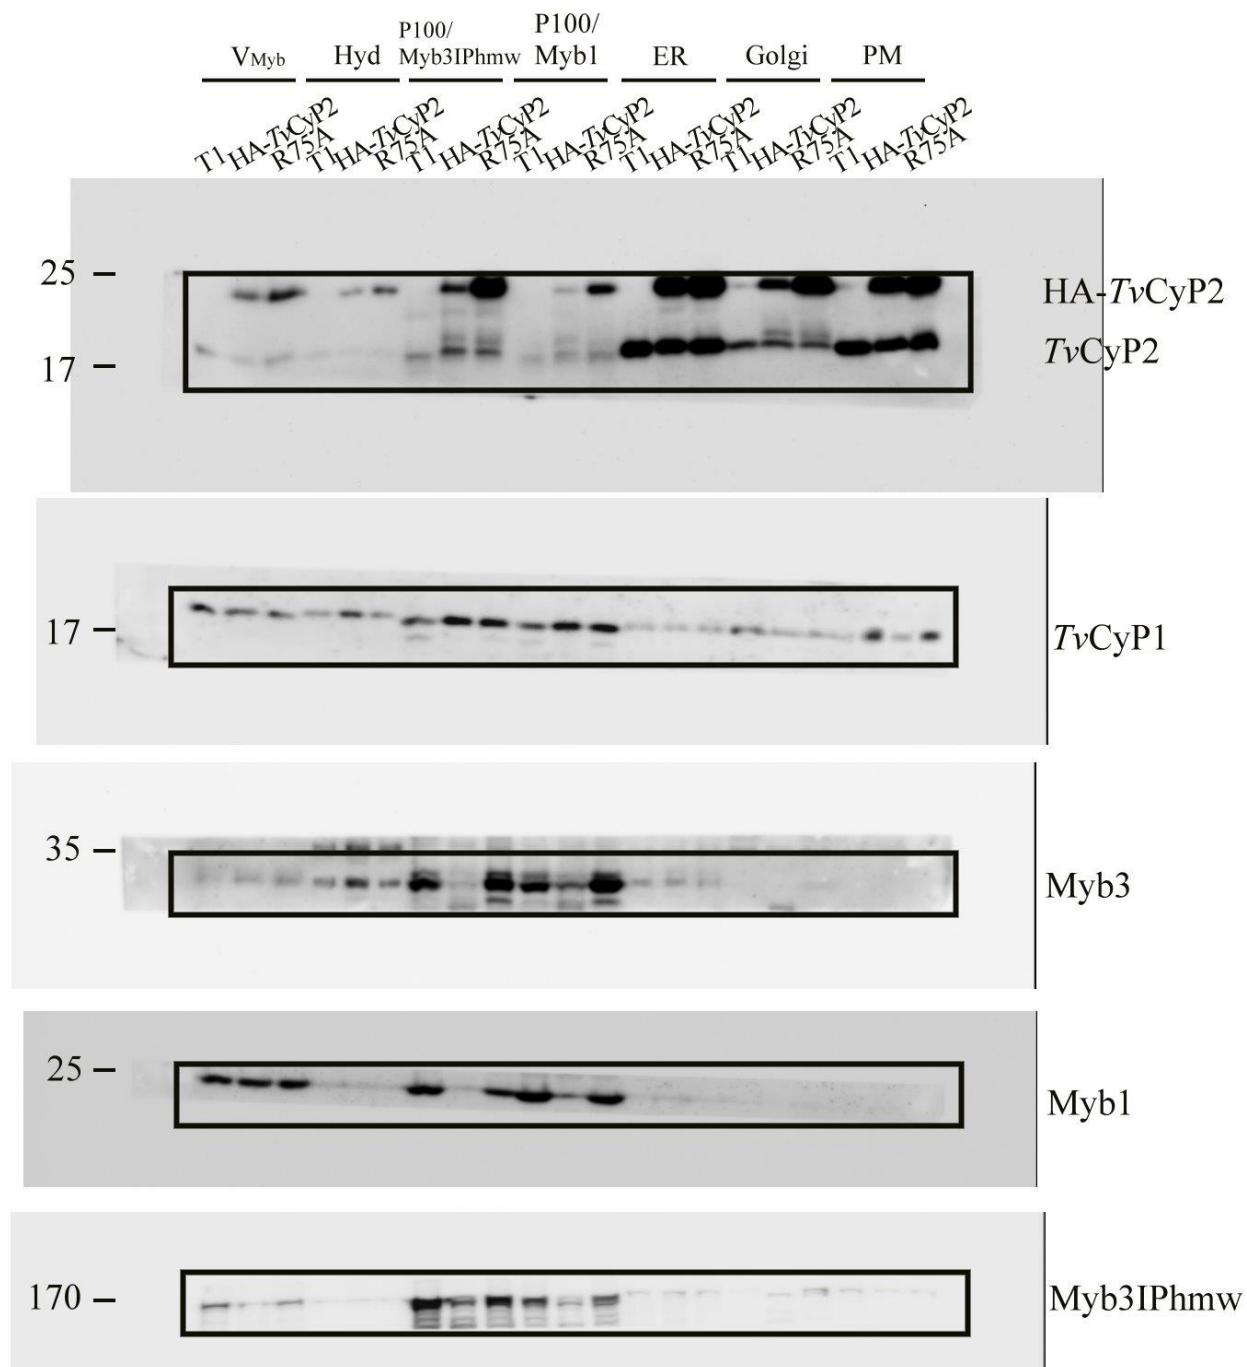 P100/ P100/
VMyb Hyd Myb3IPhmw Myb1 ER Golgi PM
T1 HA-TvCyP2 R75A T1 HA-TvCyP2 R75A T1 HA-TvCyP2 R75A T1 HA-TvCyP2 R75A T1 HA-TvCyP2 R75A T1 HA-TvCyP2 R75A T1 HA-TvCyP2 R75A
25 HA-TvCyP2
17 TvCyP2
17 TvCyP1
35
Myb3
25
Myb1
170 Myb3IPhmw